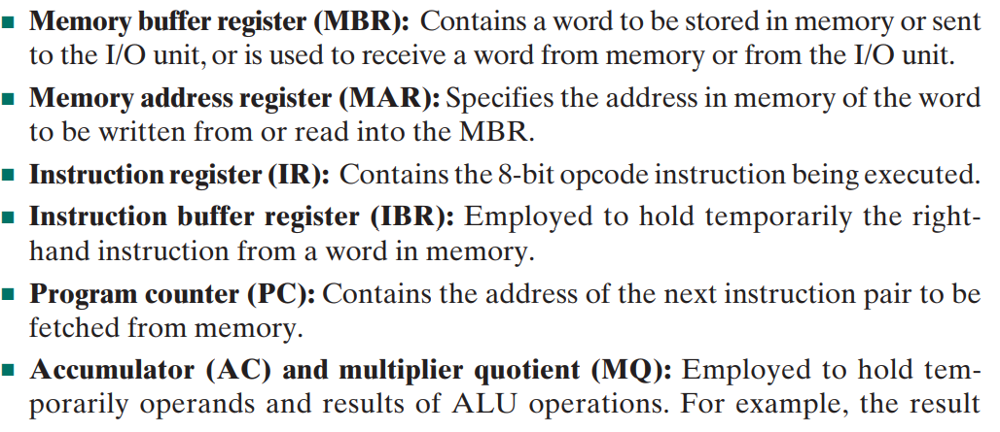 ▪ Memory buffer register (MBR): Contains a word to be stored in memory or sent
to the I/O unit, or is used to receive a word from memory or from the I/O unit.
▪ Memory address register (MAR): Specifies the address in memory of the word
to be written from or read into the MBR.
▪ Instruction register (IR): Contains the 8-bit opcode instruction being executed.
▪ Instruction buffer register (IBR): Employed to hold temporarily the right-
hand instruction from a word in memory.
▪ Program counter (PC): Contains the address of the next instruction pair to be
fetched from memory.
▪ Accumulator (AC) and multiplier quotient (MQ): Employed to hold tem-
porarily operands and results of ALU operations. For example, the result